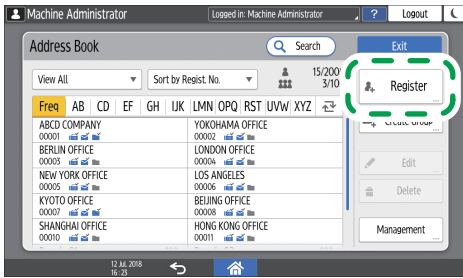 Machine Administrator
Logged in: Machine Administrator
?
Logout
Address Book
Search
Exit
View All
Sort by Regist. No.
15/2000
3/10
Register
Freq AB CD EF GH IJK LMN OPQ RST UVW XYZ
Create Group
ABCD COMPANY
00001
YOKOHAMA OFFICE
00002
BERLIN OFFICE
00003
LONDON OFFICE
00004
NEW YORK OFFICE
00005
LOS ANGELES
00006
KYOTO OFFICE
00007
BEIJING OFFICE
00008
SHANGHAI OFFICE
00010
HONG KONG OFFICE
00011
Edit
Delete
Management
12 JUL 2018
16:23